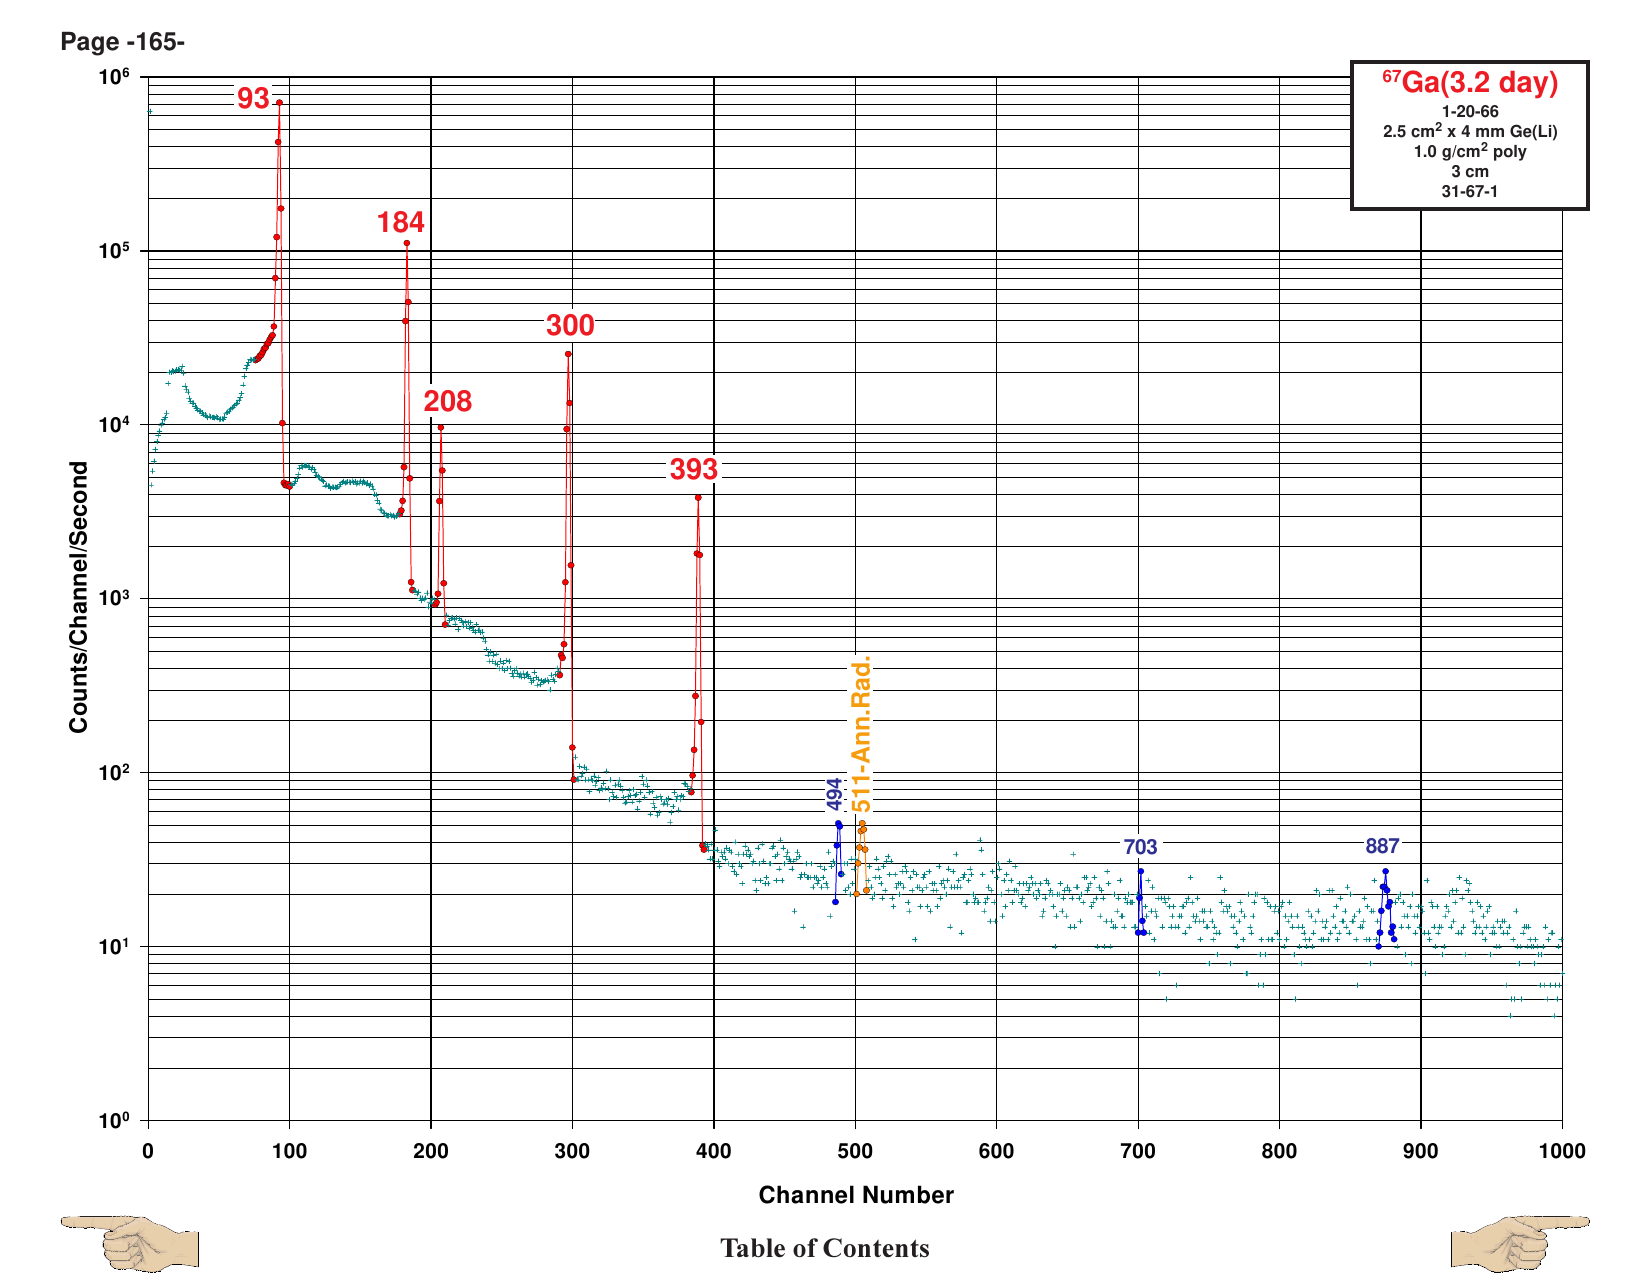 Page -165-
⁶⁷Ga(3.2 day)
1-20-66
2.5 cm² x 4 mm Ge(Li)
1.0 g/cm² poly
3 cm
31-67-1
93
184
208
300
393
494
511-Ann.Rad.
703
887
10⁶
10⁵
10⁴
10³
10²
10¹
10⁰
Counts/Channel/Second
0 100 200 300 400 500 600 700 800 900 1000
Channel Number
Table of Contents